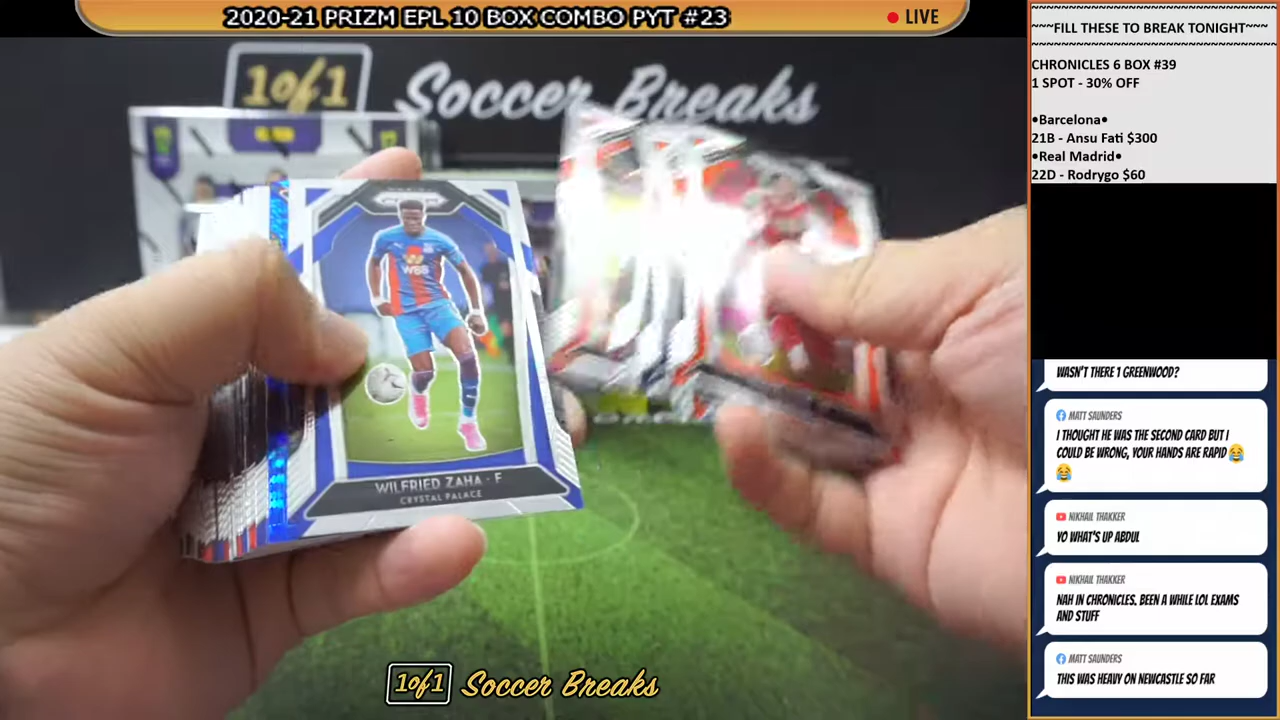 2020-21 PRIZM EPL 10 BOX COMBO PYT #23
LIVE
1of1
Soccer Breaks
WBB
WILFRIED ZAHA - F
CRYSTAL PALACE
1of1 Soccer Breaks
~~~FILL THESE TO BREAK TONIGHT~~~
CHRONICLES 6 BOX #39
1 SPOT - 30% OFF
•Barcelona•
21B - Ansu Fati $300
•Real Madrid•
22D - Rodrygo $60
WASN'T THERE 1 GREENWOOD?
MATT SAUNDERS
I THOUGHT HE WAS THE SECOND CARD BUT I
COULD BE WRONG, YOUR HANDS ARE RAPID 😂
😂
NIKHAIL THAKKER
YO WHAT'S UP ABDUL
NIKHAIL THAKKER
NAH IN CHRONICLES. BEEN A WHILE LOL EXAMS
AND STUFF
MATT SAUNDERS
THIS WAS HEAVY ON NEWCASTLE SO FAR